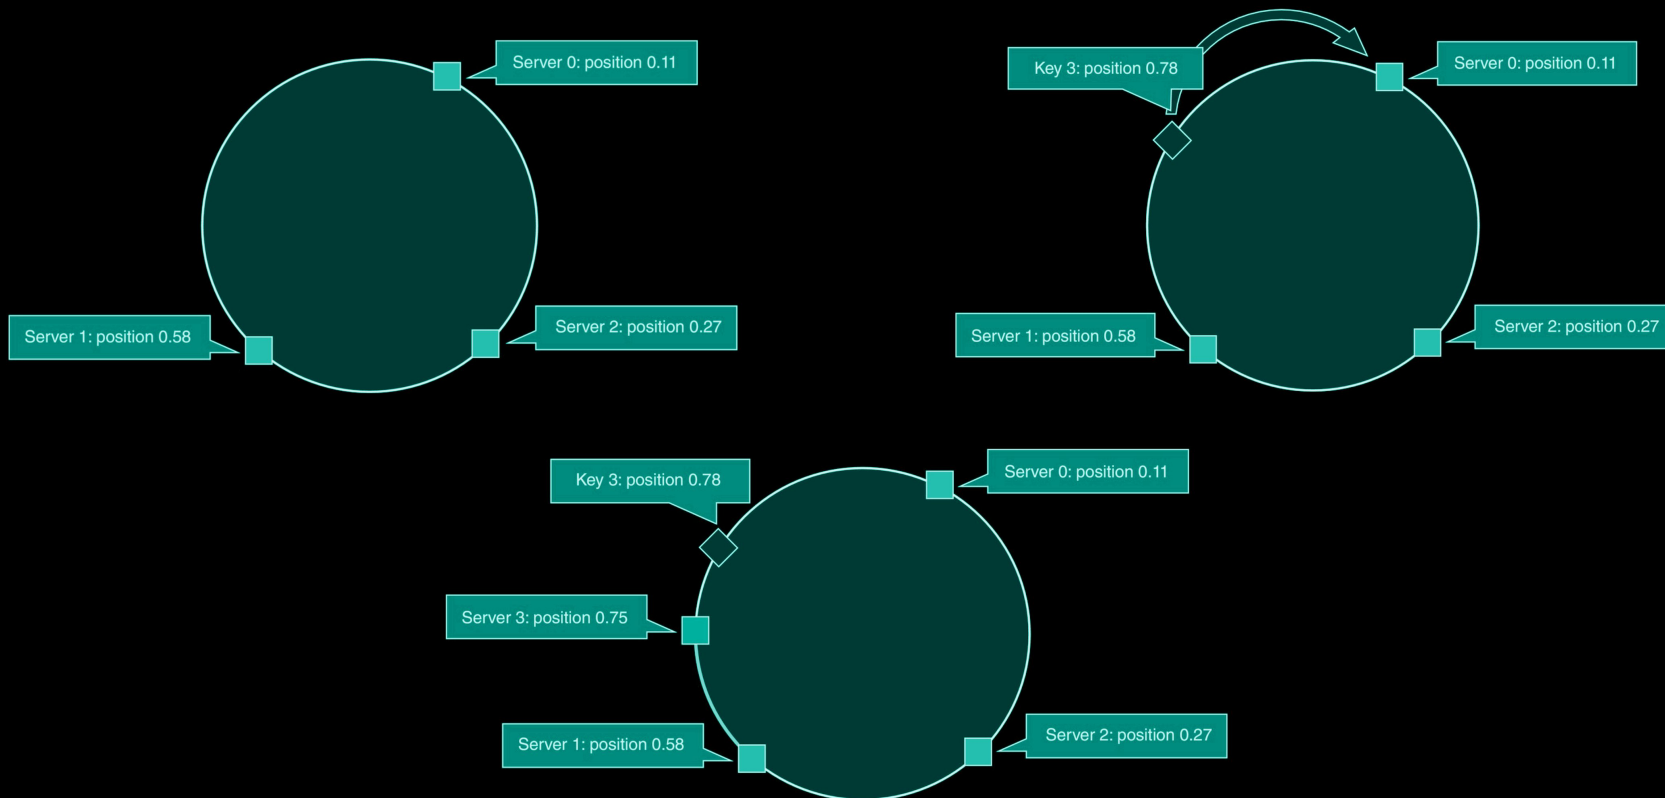 Server 0: position 0.11
Server 1: position 0.58
Server 2: position 0.27
Key 3: position 0.78
Server 0: position 0.11
Server 1: position 0.58
Server 2: position 0.27
Key 3: position 0.78
Server 0: position 0.11
Server 3: position 0.75
Server 1: position 0.58
Server 2: position 0.27